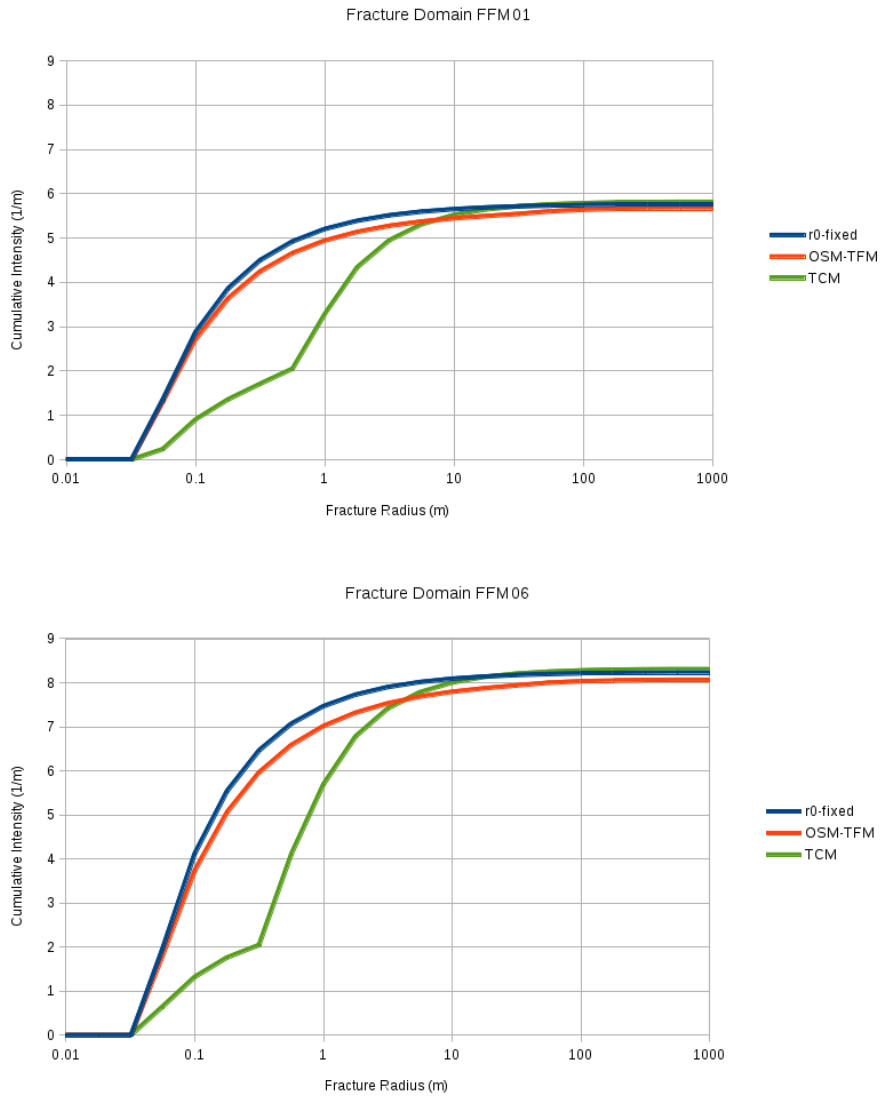 Fracture Domain FFM01
Cumulative Intensity (1/m)
9
8
7
6
5
4
3
2
1
0
0.01 0.1 1 10 100 1000
Fracture Radius (m)
r0-fixed
OSM-TFM
TCM
Fracture Domain FFM06
Cumulative Intensity (1/m)
9
8
7
6
5
4
3
2
1
0
0.01 0.1 1 10 100 1000
Fracture Radius (m)
r0-fixed
OSM-TFM
TCM